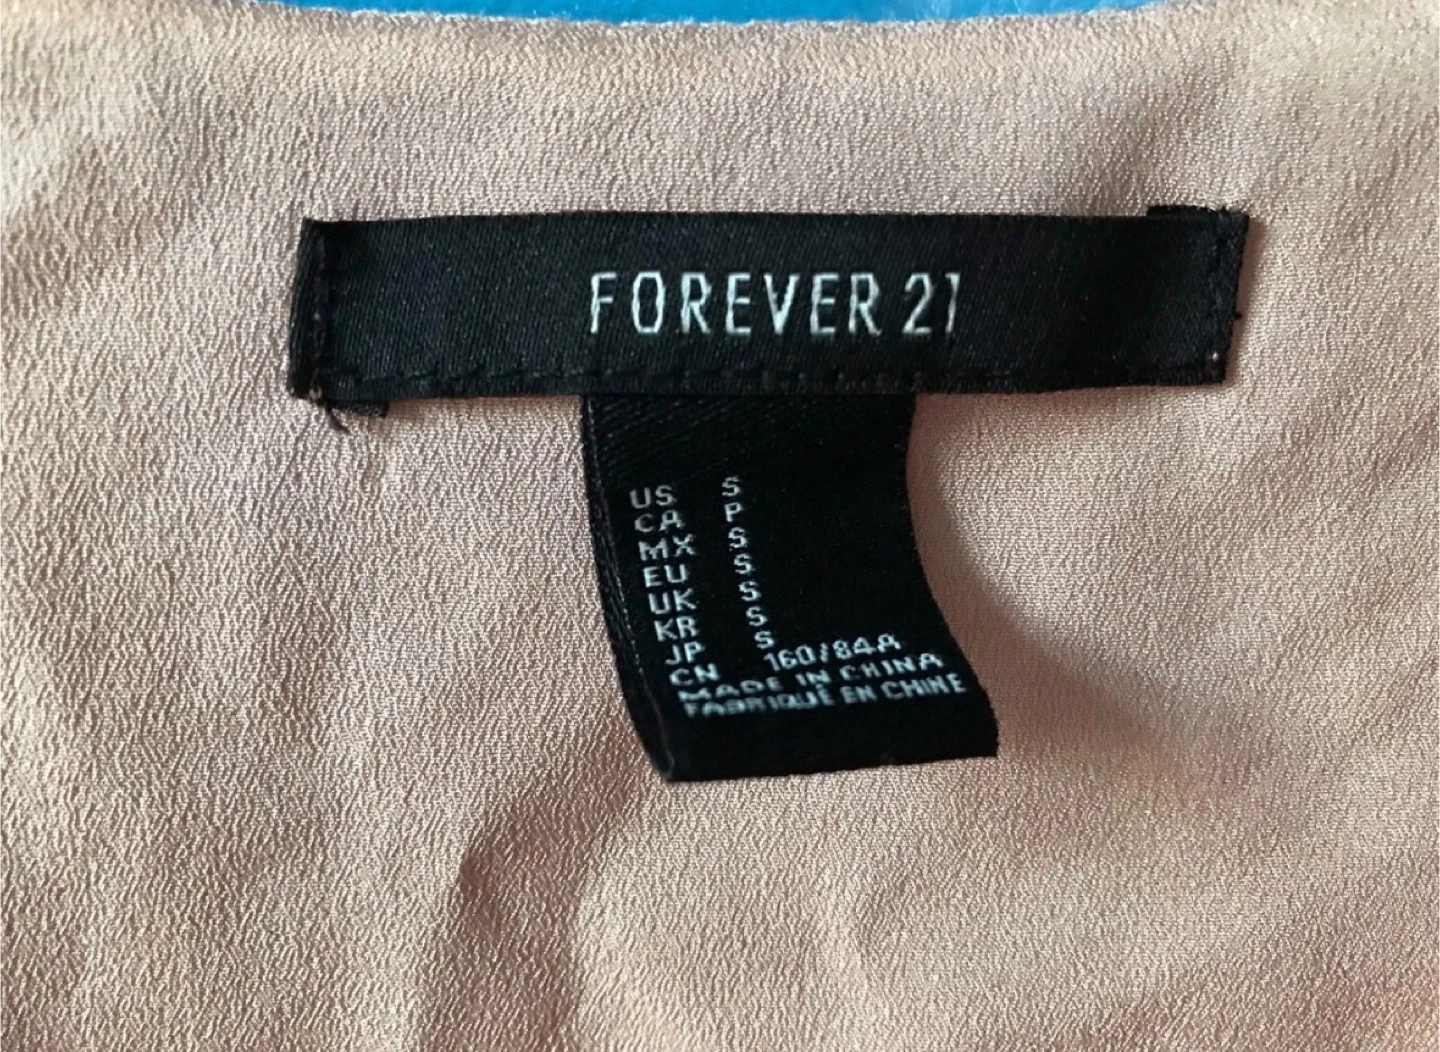 FOREVER 21
US S
CA P
MX S
EU S
UK S
KR S
JP S
CN 160/84A
MADE IN CHINA
FABRIQUÉ EN CHINE